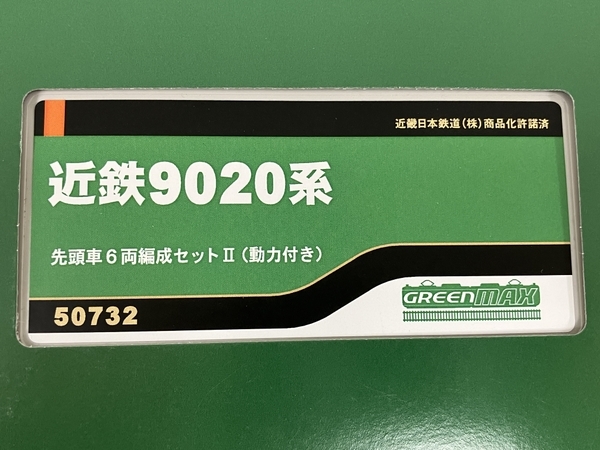 近畿日本鉄道(株)商品化許諾済
近鉄9020系
先頭車6両編成セットⅡ(動力付き)
50732
GREENMAX